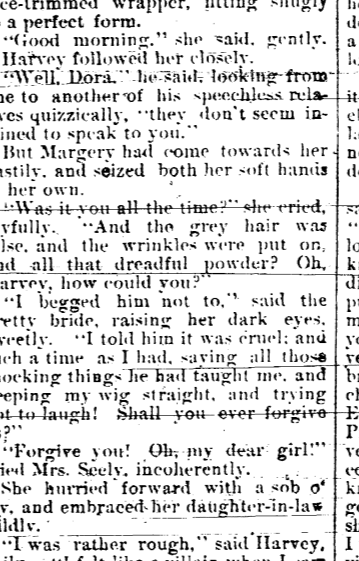 ce-trimmed wrapper, fitting snugly
a perfect form.
"Good morning," she said, gently.
Harvey followed her closely.
"Well, Dora," he said, looking from
ne to another of his speechless rela-
ves quizzically, "they don't seem in-
ined to speak to you."
But Margery had come towards her
astily, and seized both her soft hands
her own.
"Was it you all the time?" she cried,
yfully. "And the grey hair was
lse, and the wrinkles were put on,
nd all that dreadful powder? Oh,
arvey, how could you?"
"I begged him not to," said the
etty bride, raising her dark eyes,
veetly. "I told him it was cruel; and
ch a time as I had, saying all those
ocking things he had taught me, and
eeping my wig straight, and trying
ot to laugh! Shall you ever forgive
s?"
"Forgive you! Oh, my dear girl!"
ied Mrs. Seely, incoherently.
She hurried forward with a sob o'
y, and embraced her daughter-in-law
ildly.
"I was rather rough," said Harvey,